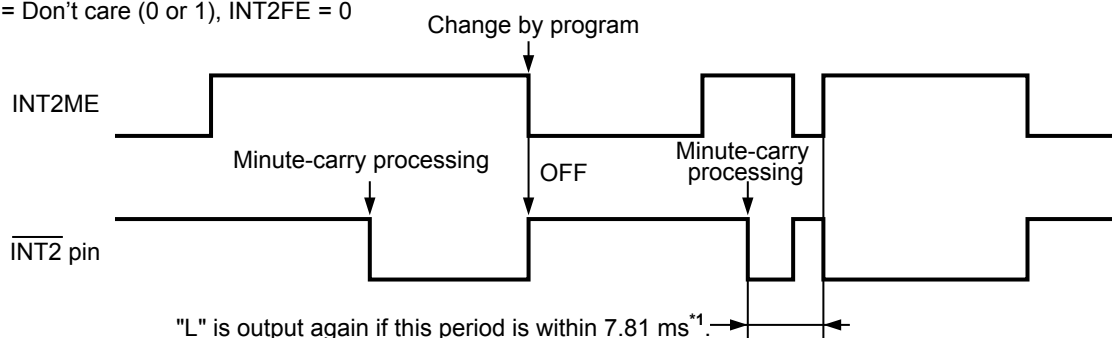 = Don't care (0 or 1), INT2FE = 0
Change by program
INT2ME
Minute-carry processing
OFF
Minute-carry
processing
INT2 pin
"L" is output again if this period is within 7.81 ms*1.